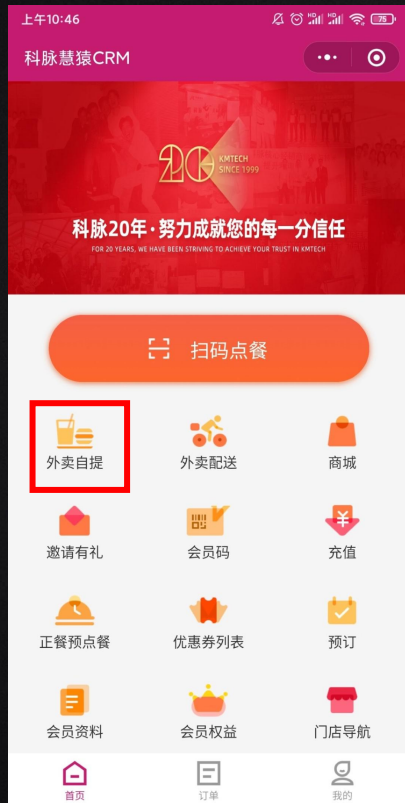 上午10:46
HD
HD
75
科脉慧猿CRM
20
KMTECH
SINCE 1999
科脉20年·努力成就您的每一分信任
FOR 20 YEARS, WE HAVE BEEN STRIVING TO ACHIEVE YOUR TRUST IN KMTECH
扫码点餐
外卖自提 外卖配送 商城
邀请有礼 会员码 充值
正餐预点餐 优惠券列表 预订
会员资料 会员权益 门店导航
首页 订单 我的